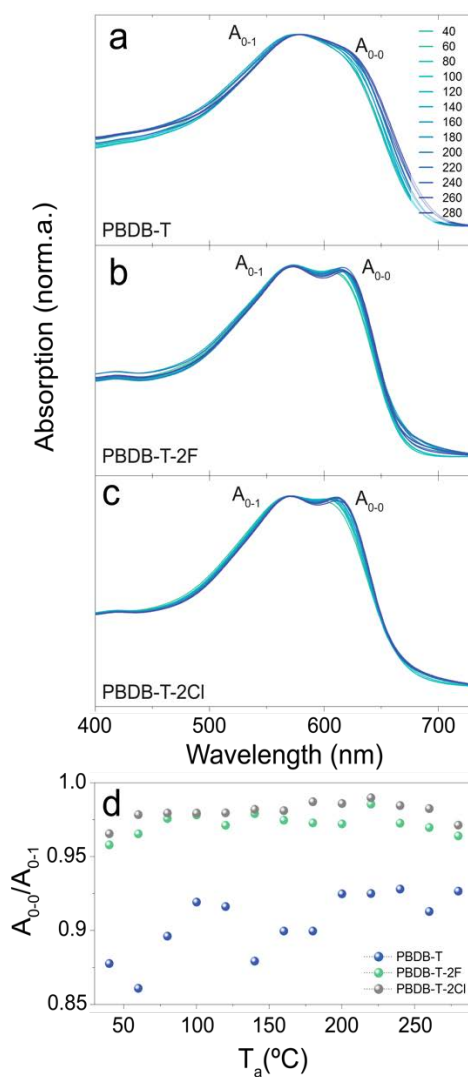 a
A0-1
A0-0
40
60
80
100
120
140
160
180
200
220
240
260
280
PBDB-T
b
A0-1
A0-0
PBDB-T-2F
c
A0-1
A0-0
PBDB-T-2Cl
Absorption (norm.a.)
400 500 600 700
Wavelength (nm)
d
1.0
0.95
0.9
0.85
A0-0/A0-1
PBDB-T
PBDB-T-2F
PBDB-T-2Cl
50 100 150 200 250
Ta(ºC)